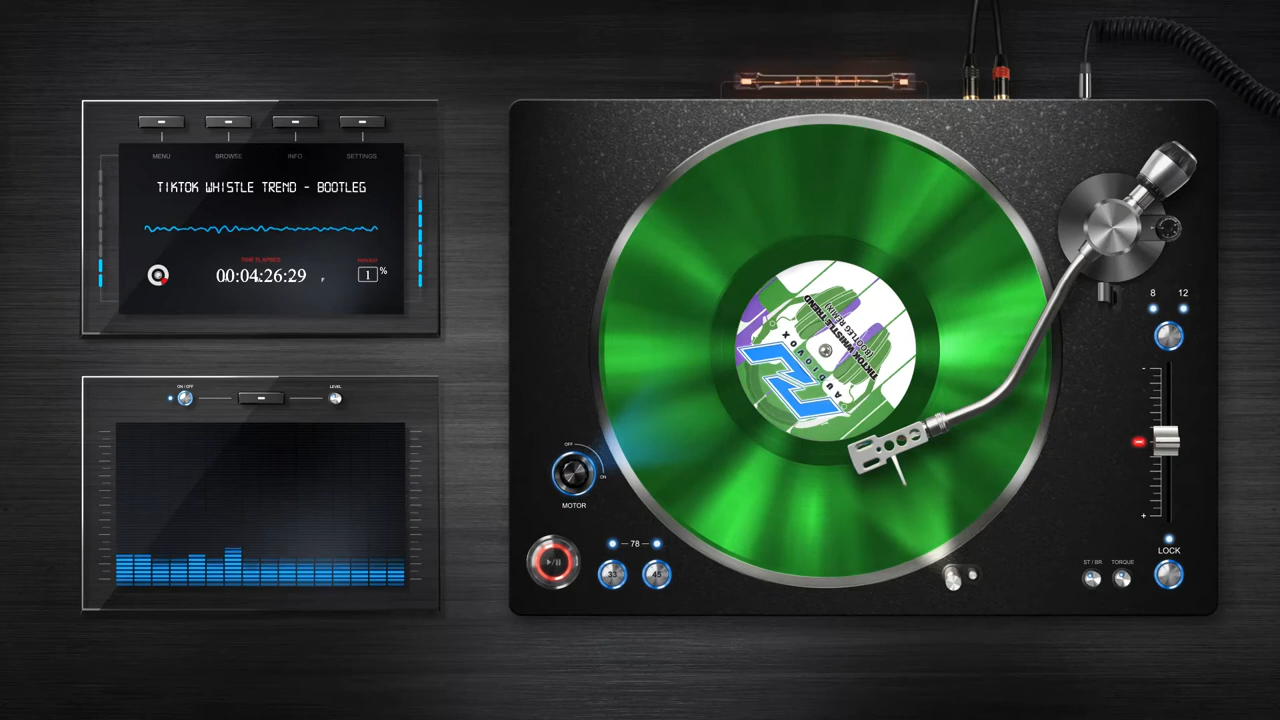 MENU BROWSE INFO SETTINGS
TIKTOK WHISTLE TREND - BOOTLEG
TIME ELAPSED
00:04:26:29 F
1 %
ON / OFF
LEVEL
TIKTOK WHISTLE TREND
(BOOTLEG REMIX)
AUDIOVOX
OFF
ON
MOTOR
78
33 45
8 12
-
+
LOCK
ST / BR TORQUE